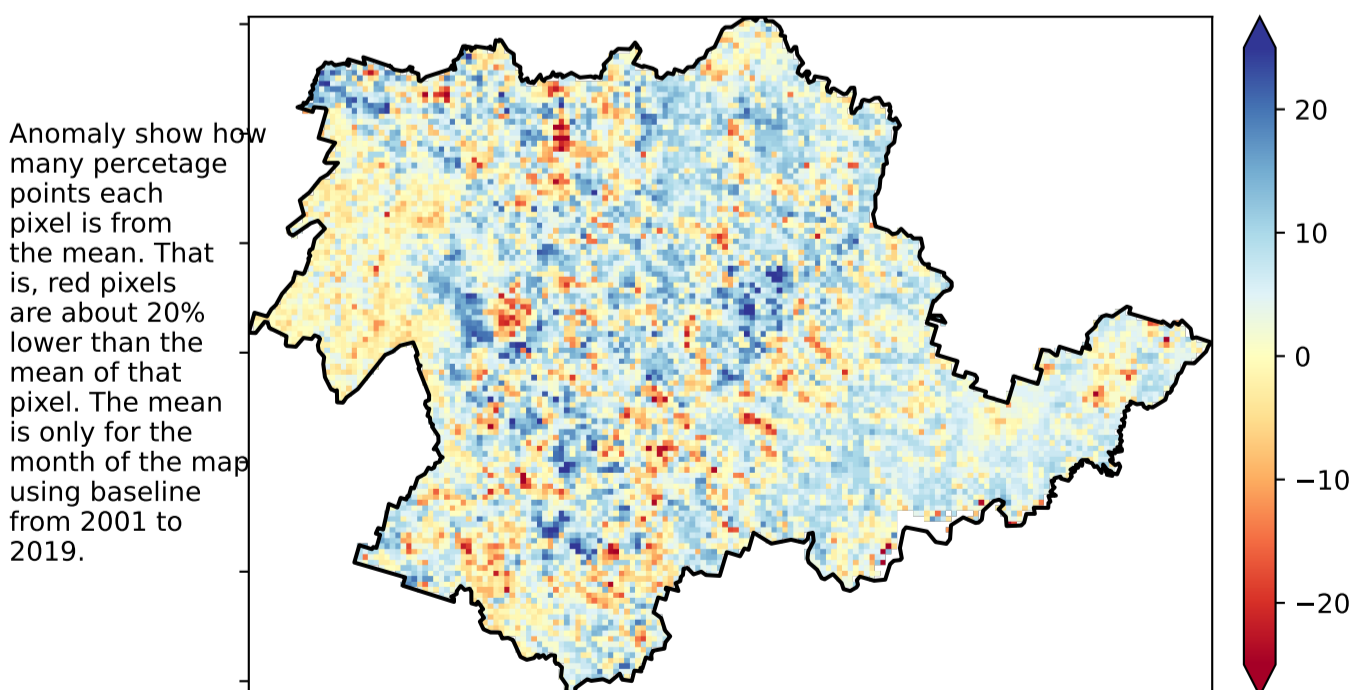 Anomaly show how
many percetage
points each
pixel is from
the mean. That
is, red pixels
are about 20%
lower than the
mean of that
pixel. The mean
is only for the
month of the map
using baseline
from 2001 to
2019.
20
10
0
−10
−20